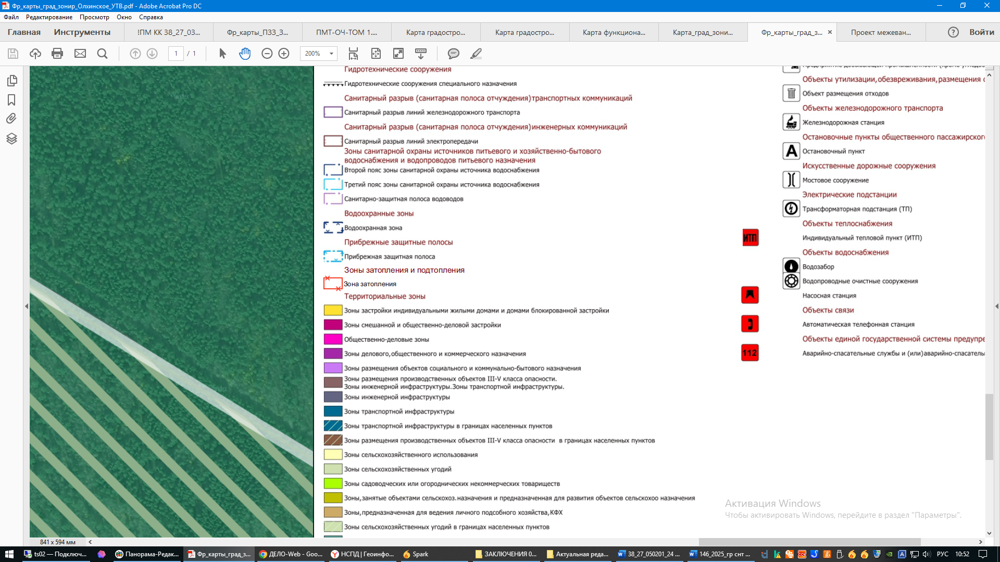 Фр_карты_град_зонир_Олхинское_УТВ.pdf - Adobe Acrobat Pro DC
Файл Редактирование Просмотр Окно Справка
Главная Инструменты !ПМ КК 38_27_03... Фр_карты_ПЗЗ_З... ПМТ-ОЧ-ТОМ 1.... Карта градостро... Карта градостро... Карта функциона... Карта_град_зони... Фр_карты_град_з... × Проект межеван... Войти
1 / 1 200%
Гидротехнические сооружения
Гидротехнические сооружения специального назначения
Санитарный разрыв (санитарная полоса отчуждения)транспортных коммуникаций
Санитарный разрыв линий железнодорожного транспорта
Санитарный разрыв (санитарная полоса отчуждения)инженерных коммуникаций
Санитарный разрыв линий электропередачи
Зоны санитарной охраны источников питьевого и хозяйственно-бытового
водоснабжения и водопроводов питьевого назначения
Второй пояс зоны санитарной охраны источника водоснабжения
Третий пояс зоны санитарной охраны источника водоснабжения
Санитарно-защитная полоса водоводов
Водоохранные зоны
Водоохранная зона
Прибрежные защитные полосы
Прибрежная защитная полоса
Зоны затопления и подтопления
Зона затопления
Территориальные зоны
Зоны застройки индивидуальными жилыми домами и домами блокированной застройки
Зоны смешанной и общественно-деловой застройки
Общественно-деловые зоны
Зоны делового,общественного и коммерческого назначения
Зоны размещения объектов социального и коммунально-бытового назначения
Зоны размещения производственных объектов III-V класса опасности.
Зоны инженерной инфраструктуры.Зоны транспортной инфраструктуры.
Зоны инженерной инфраструктуры
Зоны транспортной инфраструктуры
Зоны транспортной инфраструктуры в границах населенных пунктов
Зоны размещения производственных объектов III-V класса опасности в границах населенных пунктов
Зоны сельскохозяйственного использования
Зоны сельскохозяйственных угодий
Зоны садоводческих или огороднических некоммерческих товариществ
Зоны,занятые объектами сельскохоз.назначения и предназначенная для развития объектов сельскохоо назначения
Зоны,предназначенная для ведения личного подсобного хозяйства,КФХ
Зоны сельскохозяйственных угодий в границах населенных пунктов
Предприятие добывающей промышленности (кроме
Объекты утилизации,обезвреживания,размещения
Объект размещения отходов
Объекты железнодорожного транспорта
Железнодорожная станция
Остановочные пункты общественного пассажирског
А Остановочный пункт
Искусственные дорожные сооружения
Мостовое сооружение
Электрические подстанции
Трансформаторная подстанция (ТП)
Объекты теплоснабжения
ИТП Индивидуальный тепловой пункт (ИТП)
Объекты водоснабжения
Водозабор
Водопроводные очистные сооружения
Насосная станция
Объекты связи
Автоматическая телефонная станция
Объекты единой государственной системы предупре
112 Аварийно-спасательные службы и (или)аварийно-спасатель
Активация Windows
Чтобы активировать Windows, перейдите в раздел "Параметры".
841 x 594 мм
ts02 — Подключ... Панорама-Редак... Фр_карты_град_з... ДЕЛО-Web - Goo... НСПД | Геоинфо... Spark ЗАКЛЮЧЕНИЯ 0... Актуальная реда... 38_27_050201_24 ... 146_2025_гр снт ... РУС 10:52